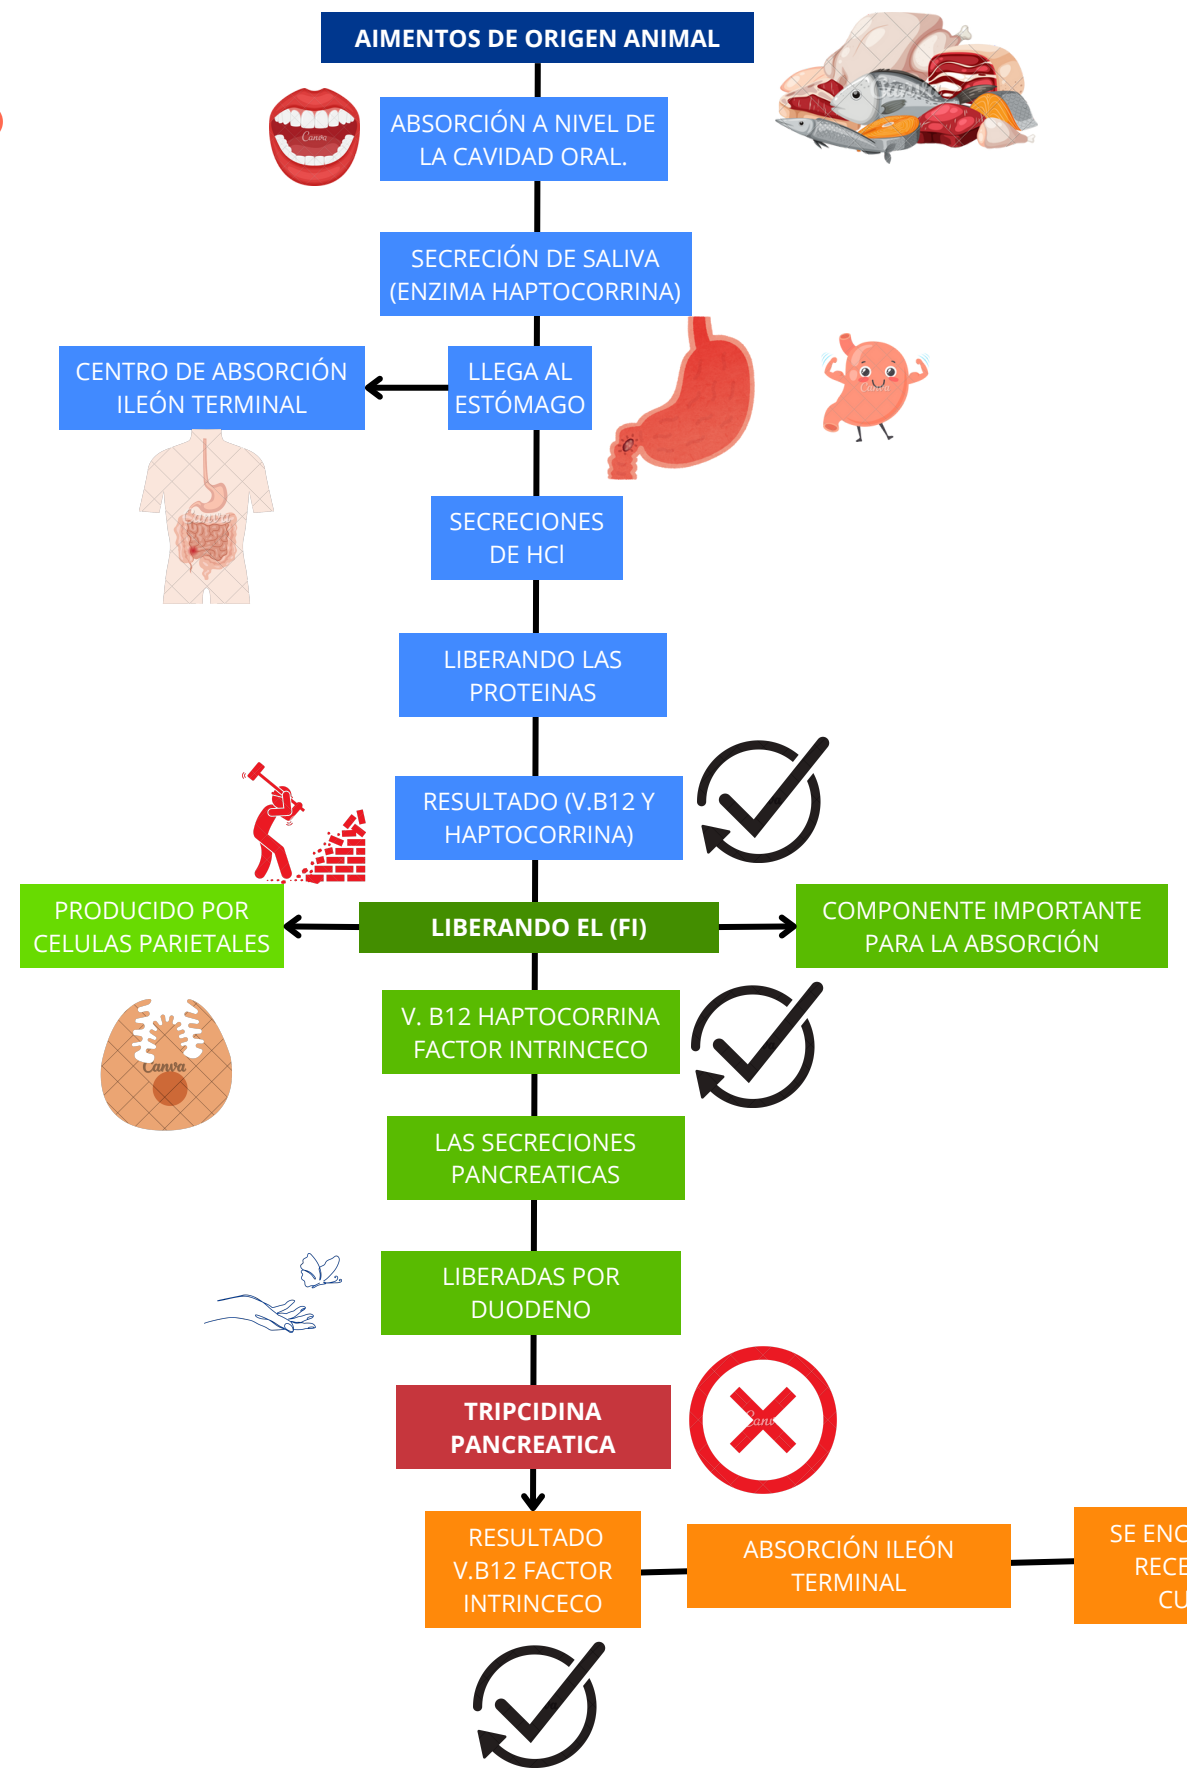 AIMENTOS DE ORIGEN ANIMAL
ABSORCIÓN A NIVEL DE
LA CAVIDAD ORAL.
SECRECIÓN DE SALIVA
(ENZIMA HAPTOCORRINA)
CENTRO DE ABSORCIÓN
ILEÓN TERMINAL
LLEGA AL
ESTÓMAGO
SECRECIONES
DE HCl
LIBERANDO LAS
PROTEINAS
RESULTADO (V.B12 Y
HAPTOCORRINA)
PRODUCIDO POR
CELULAS PARIETALES
LIBERANDO EL (FI)
COMPONENTE IMPORTANTE
PARA LA ABSORCIÓN
V. B12 HAPTOCORRINA
FACTOR INTRINCECO
Canva
LAS SECRECIONES
PANCREATICAS
LIBERADAS POR
DUODENO
TRIPCIDINA
PANCREATICA
RESULTADO
V.B12 FACTOR
INTRINCECO
ABSORCIÓN ILEÓN
TERMINAL
SE